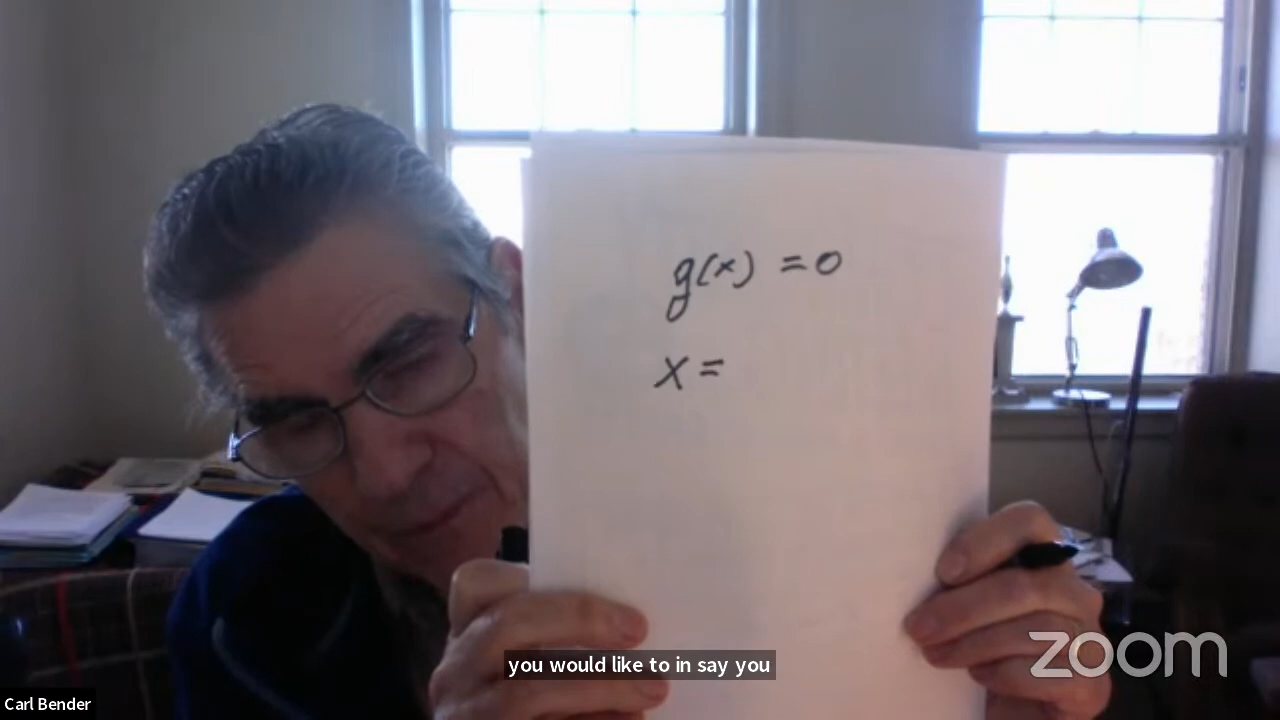 g(x) = 0
x =
you would like to in say you
zoom
Carl Bender